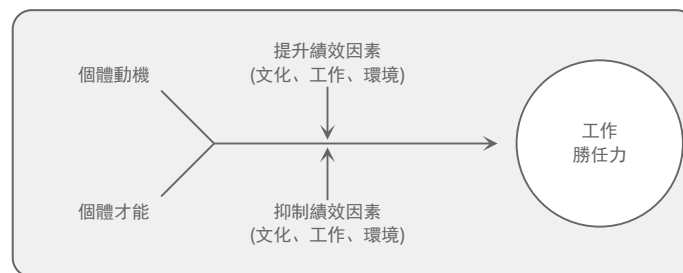 提升績效因素
(文化、工作、環境)
個體動機
工作
勝任力
個體才能
抑制績效因素
(文化、工作、環境)